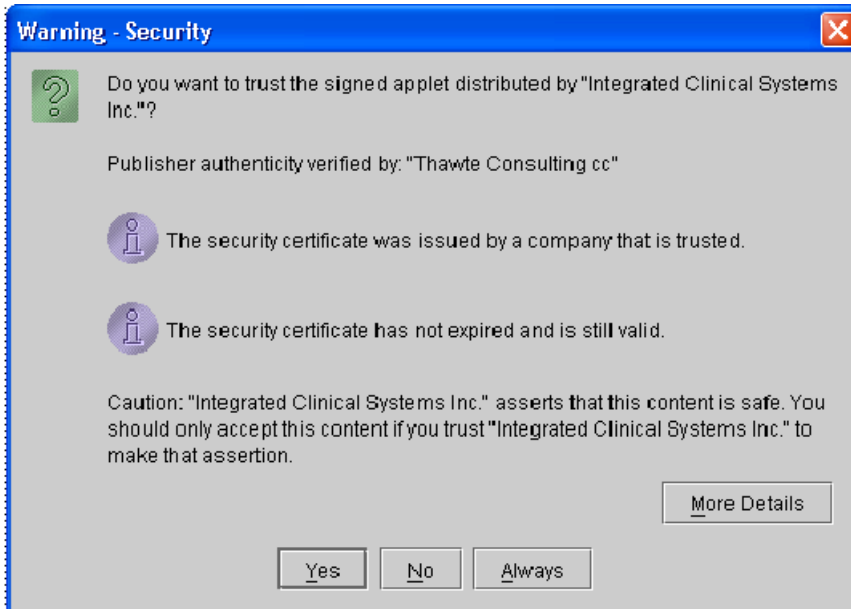 Warning - Security
Do you want to trust the signed applet distributed by "Integrated Clinical Systems
Inc."?
Publisher authenticity verified by: "Thawte Consulting cc"
The security certificate was issued by a company that is trusted.
The security certificate has not expired and is still valid.
Caution: "Integrated Clinical Systems Inc." asserts that this content is safe. You
should only accept this content if you trust "Integrated Clinical Systems Inc." to
make that assertion.
More Details
Yes No Always